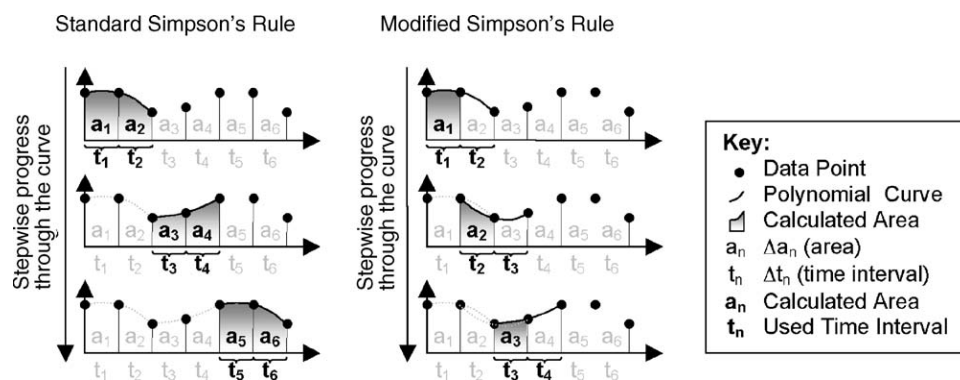 Standard Simpson's Rule
Modified Simpson's Rule
Stepwise progress
through the curve
a1 a2 a3 a4 a5 a6
t1 t2 t3 t4 t5 t6
a1 a2 a3 a4 a5 a6
t1 t2 t3 t4 t5 t6
a1 a2 a3 a4 a5 a6
t1 t2 t3 t4 t5 t6
Stepwise progress
through the curve
a1 a2 a3 a4 a5 a6
t1 t2 t3 t4 t5 t6
a1 a2 a3 a4 a5 a6
t1 t2 t3 t4 t5 t6
a1 a2 a3 a4 a5 a6
t1 t2 t3 t4 t5 t6
Key:
Data Point
Polynomial Curve
Calculated Area
an Δan (area)
tn Δtn (time interval)
an Calculated Area
tn Used Time Interval